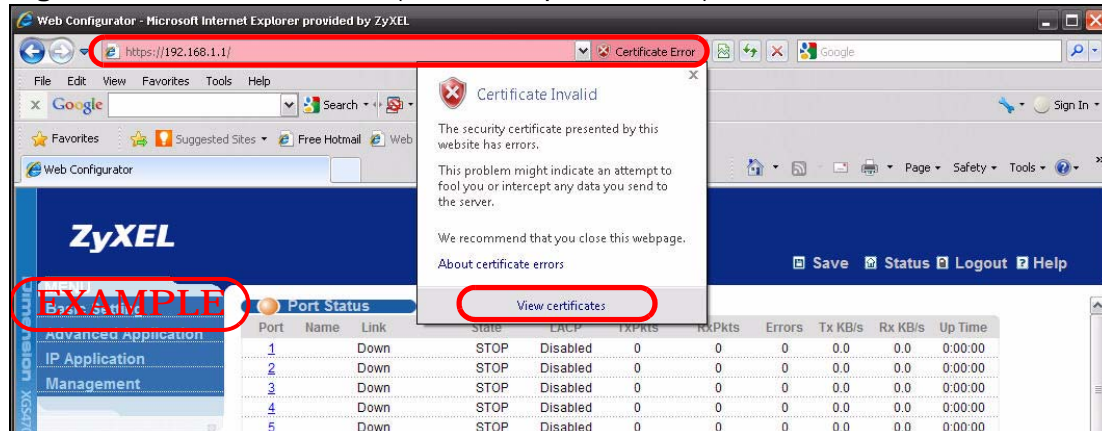 Web Configurator - Microsoft Internet Explorer provided by ZyXEL
https://192.168.1.1/ Certificate Error Google
File Edit View Favorites Tools Help
x Google Search Sign In
Favorites Suggested Sites Free Hotmail Web
Web Configurator Page Safety Tools
Certificate Invalid x
The security certificate presented by this
website has errors.
This problem might indicate an attempt to
fool you or intercept any data you send to
the server.
We recommend that you close this webpage.
About certificate errors
View certificates
ZyXEL
Save Status Logout Help
MENU
EXAMPLE
Basic Setting
Advanced Application
IP Application
Management
Dimension
Port Status
Port Name Link State LACP TxPkts RxPkts Errors Tx KB/s Rx KB/s Up Time
1 Down STOP Disabled 0 0 0 0.0 0.0 0:00:00
2 Down STOP Disabled 0 0 0 0.0 0.0 0:00:00
3 Down STOP Disabled 0 0 0 0.0 0.0 0:00:00
4 Down STOP Disabled 0 0 0 0.0 0.0 0:00:00
5 Down STOP Disabled 0 0 0 0.0 0.0 0:00:00